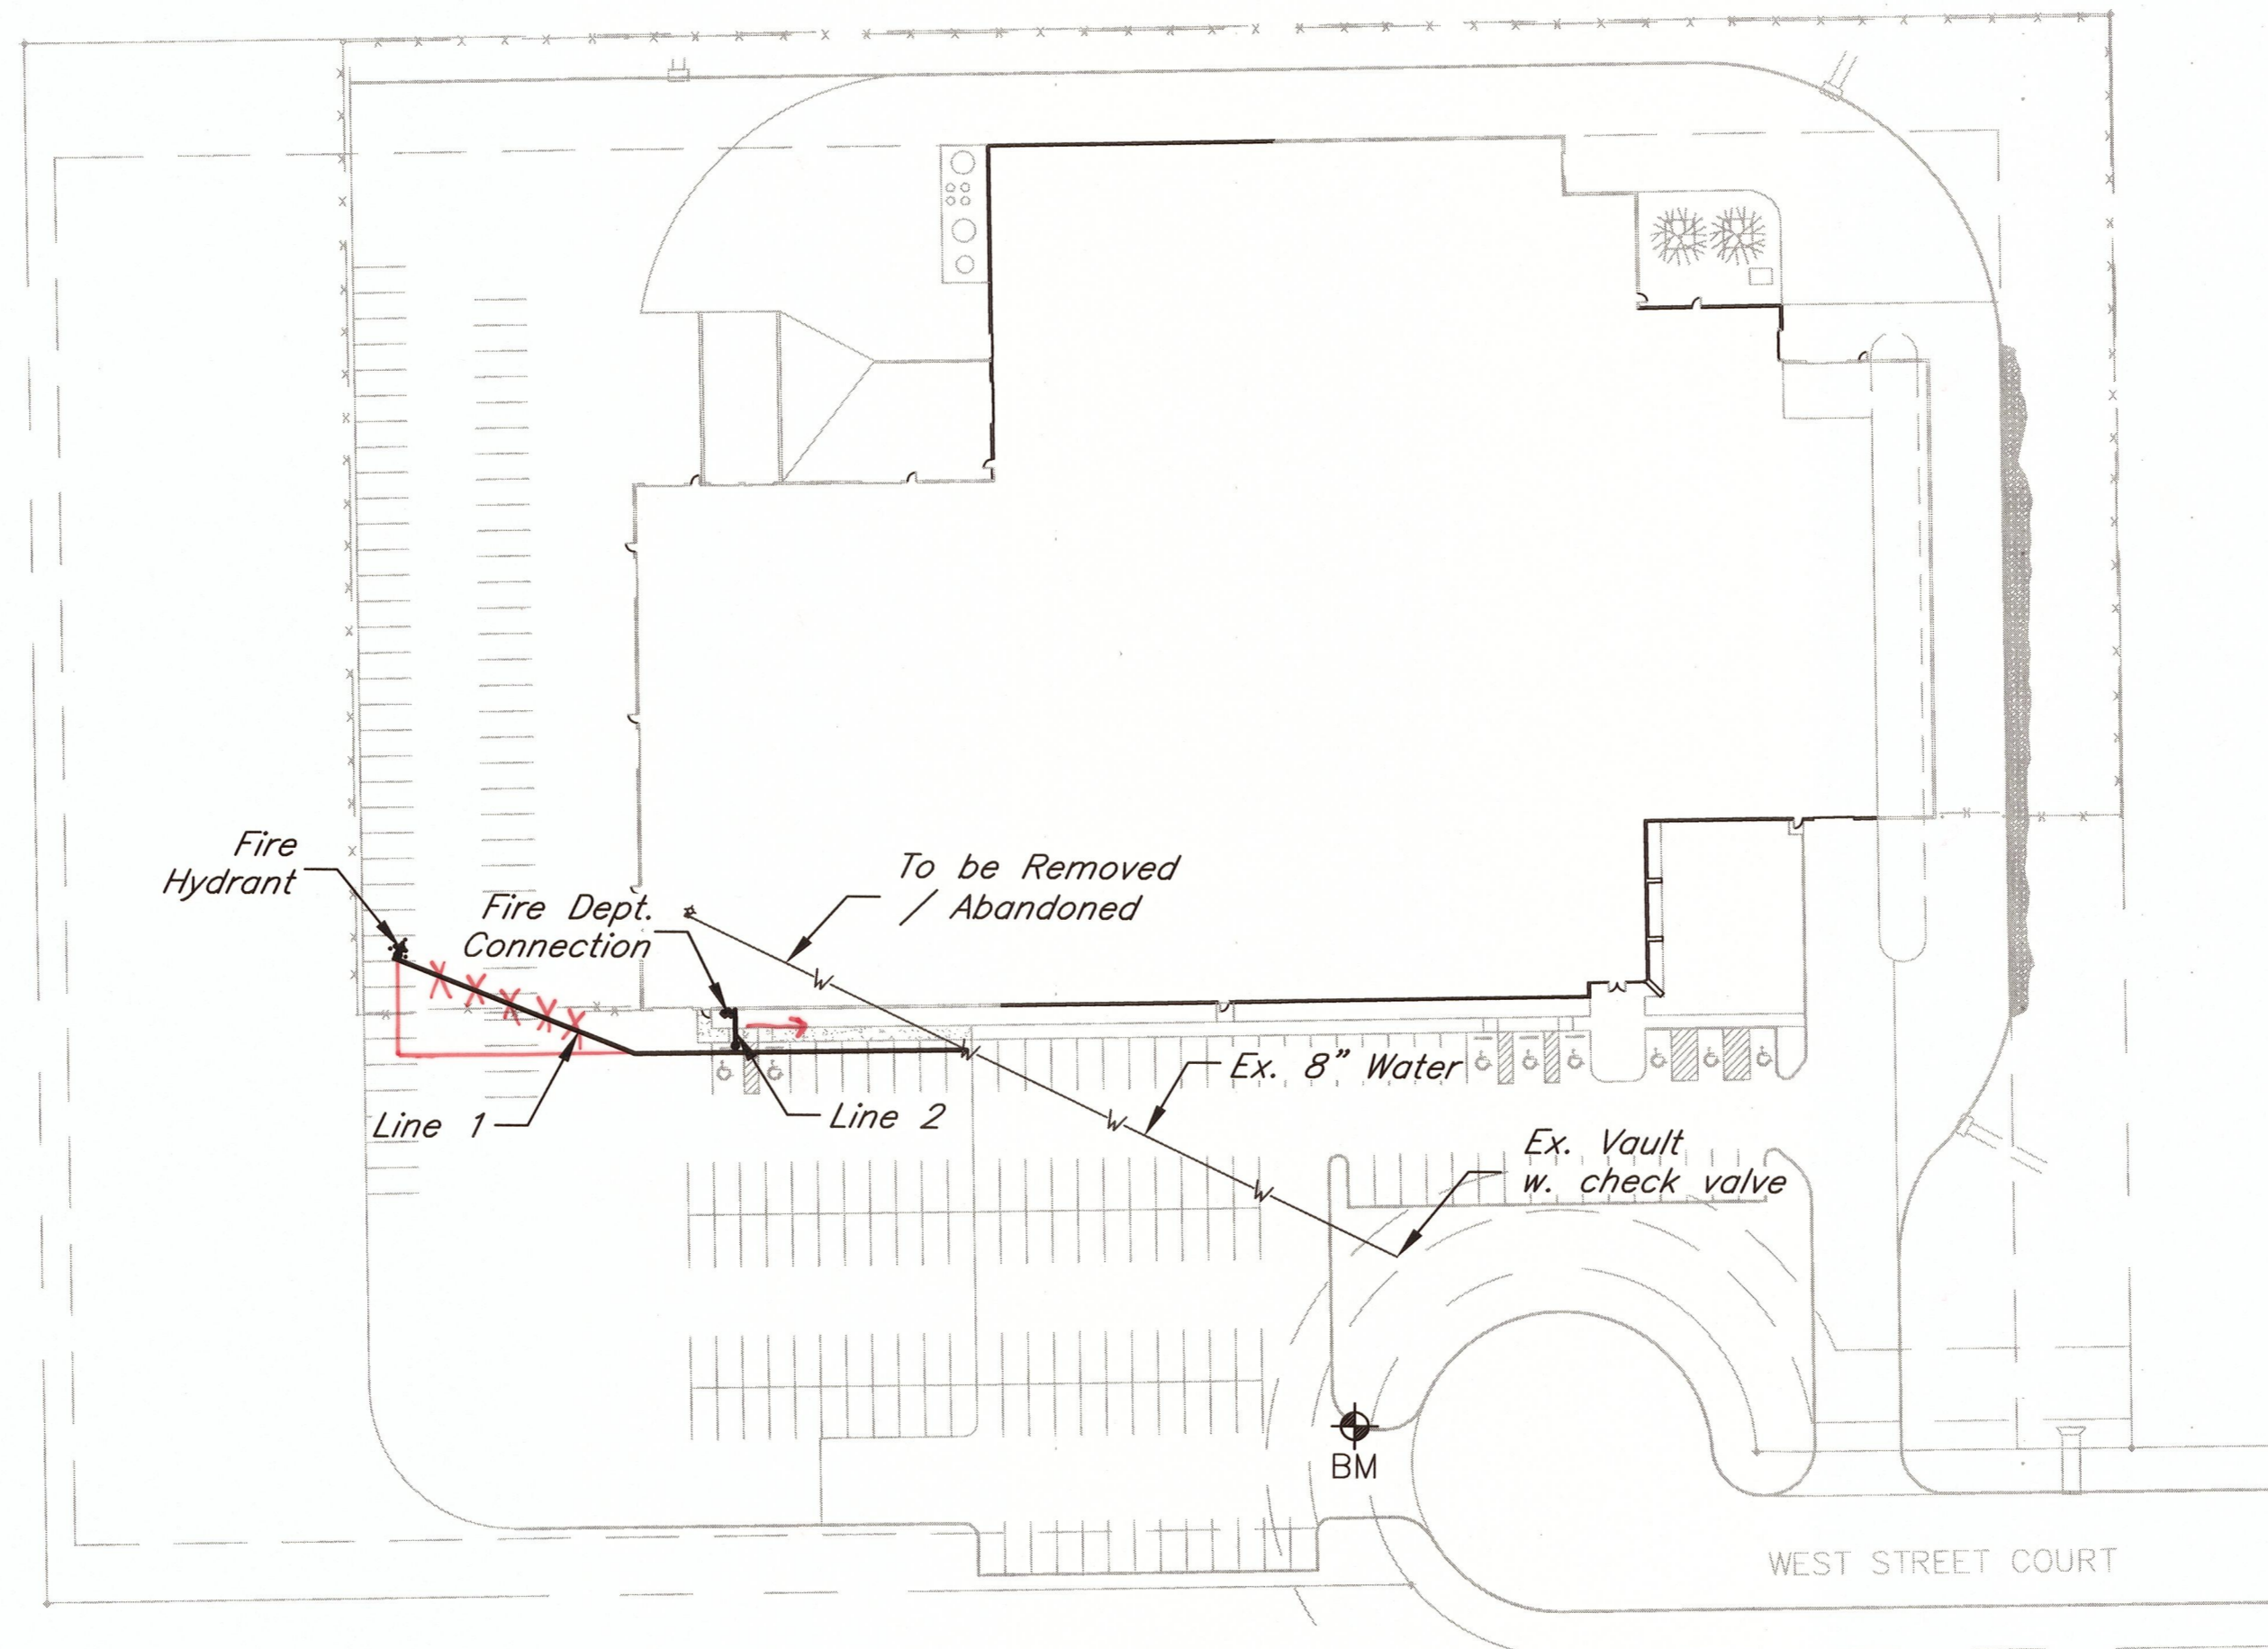 Fire
Hydrant
Fire Dept.
Connection
To be Removed
/ Abandoned
Ex. 8" Water
Line 1
Line 2
Ex. Vault
w. check valve
W
W
W
W
BM
WEST STREET COURT